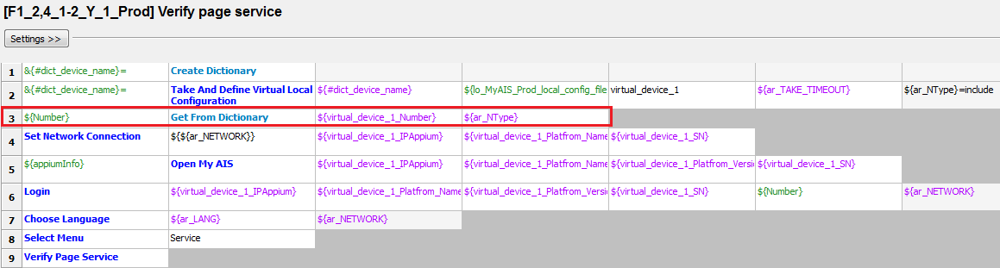 [F1_2,4_1-2_Y_1_Prod] Verify page service
Settings >>
1 &{#dict_device_name}= Create Dictionary
2 &{#dict_device_name}= Take And Define Virtual Local Configuration ${#dict_device_name} ${lo_MyAIS_Prod_local_config_file virtual_device_1 ${ar_TAKE_TIMEOUT} ${ar_NType}=include
3 ${Number} Get From Dictionary ${virtual_device_1_Number} ${ar_NType}
4 Set Network Connection ${${ar_NETWORK}} ${virtual_device_1_IPAppium} ${virtual_device_1_Platfrom_Name ${virtual_device_1_SN}
5 ${appiumInfo} Open My AIS ${virtual_device_1_IPAppium} ${virtual_device_1_Platfrom_Name ${virtual_device_1_Platfrom_Versio ${virtual_device_1_SN}
6 Login ${virtual_device_1_IPAppium} ${virtual_device_1_Platfrom_Name ${virtual_device_1_Platfrom_Versio ${virtual_device_1_SN} ${Number} ${ar_NETWORK}
7 Choose Language ${ar_LANG} ${ar_NETWORK}
8 Select Menu Service
9 Verify Page Service